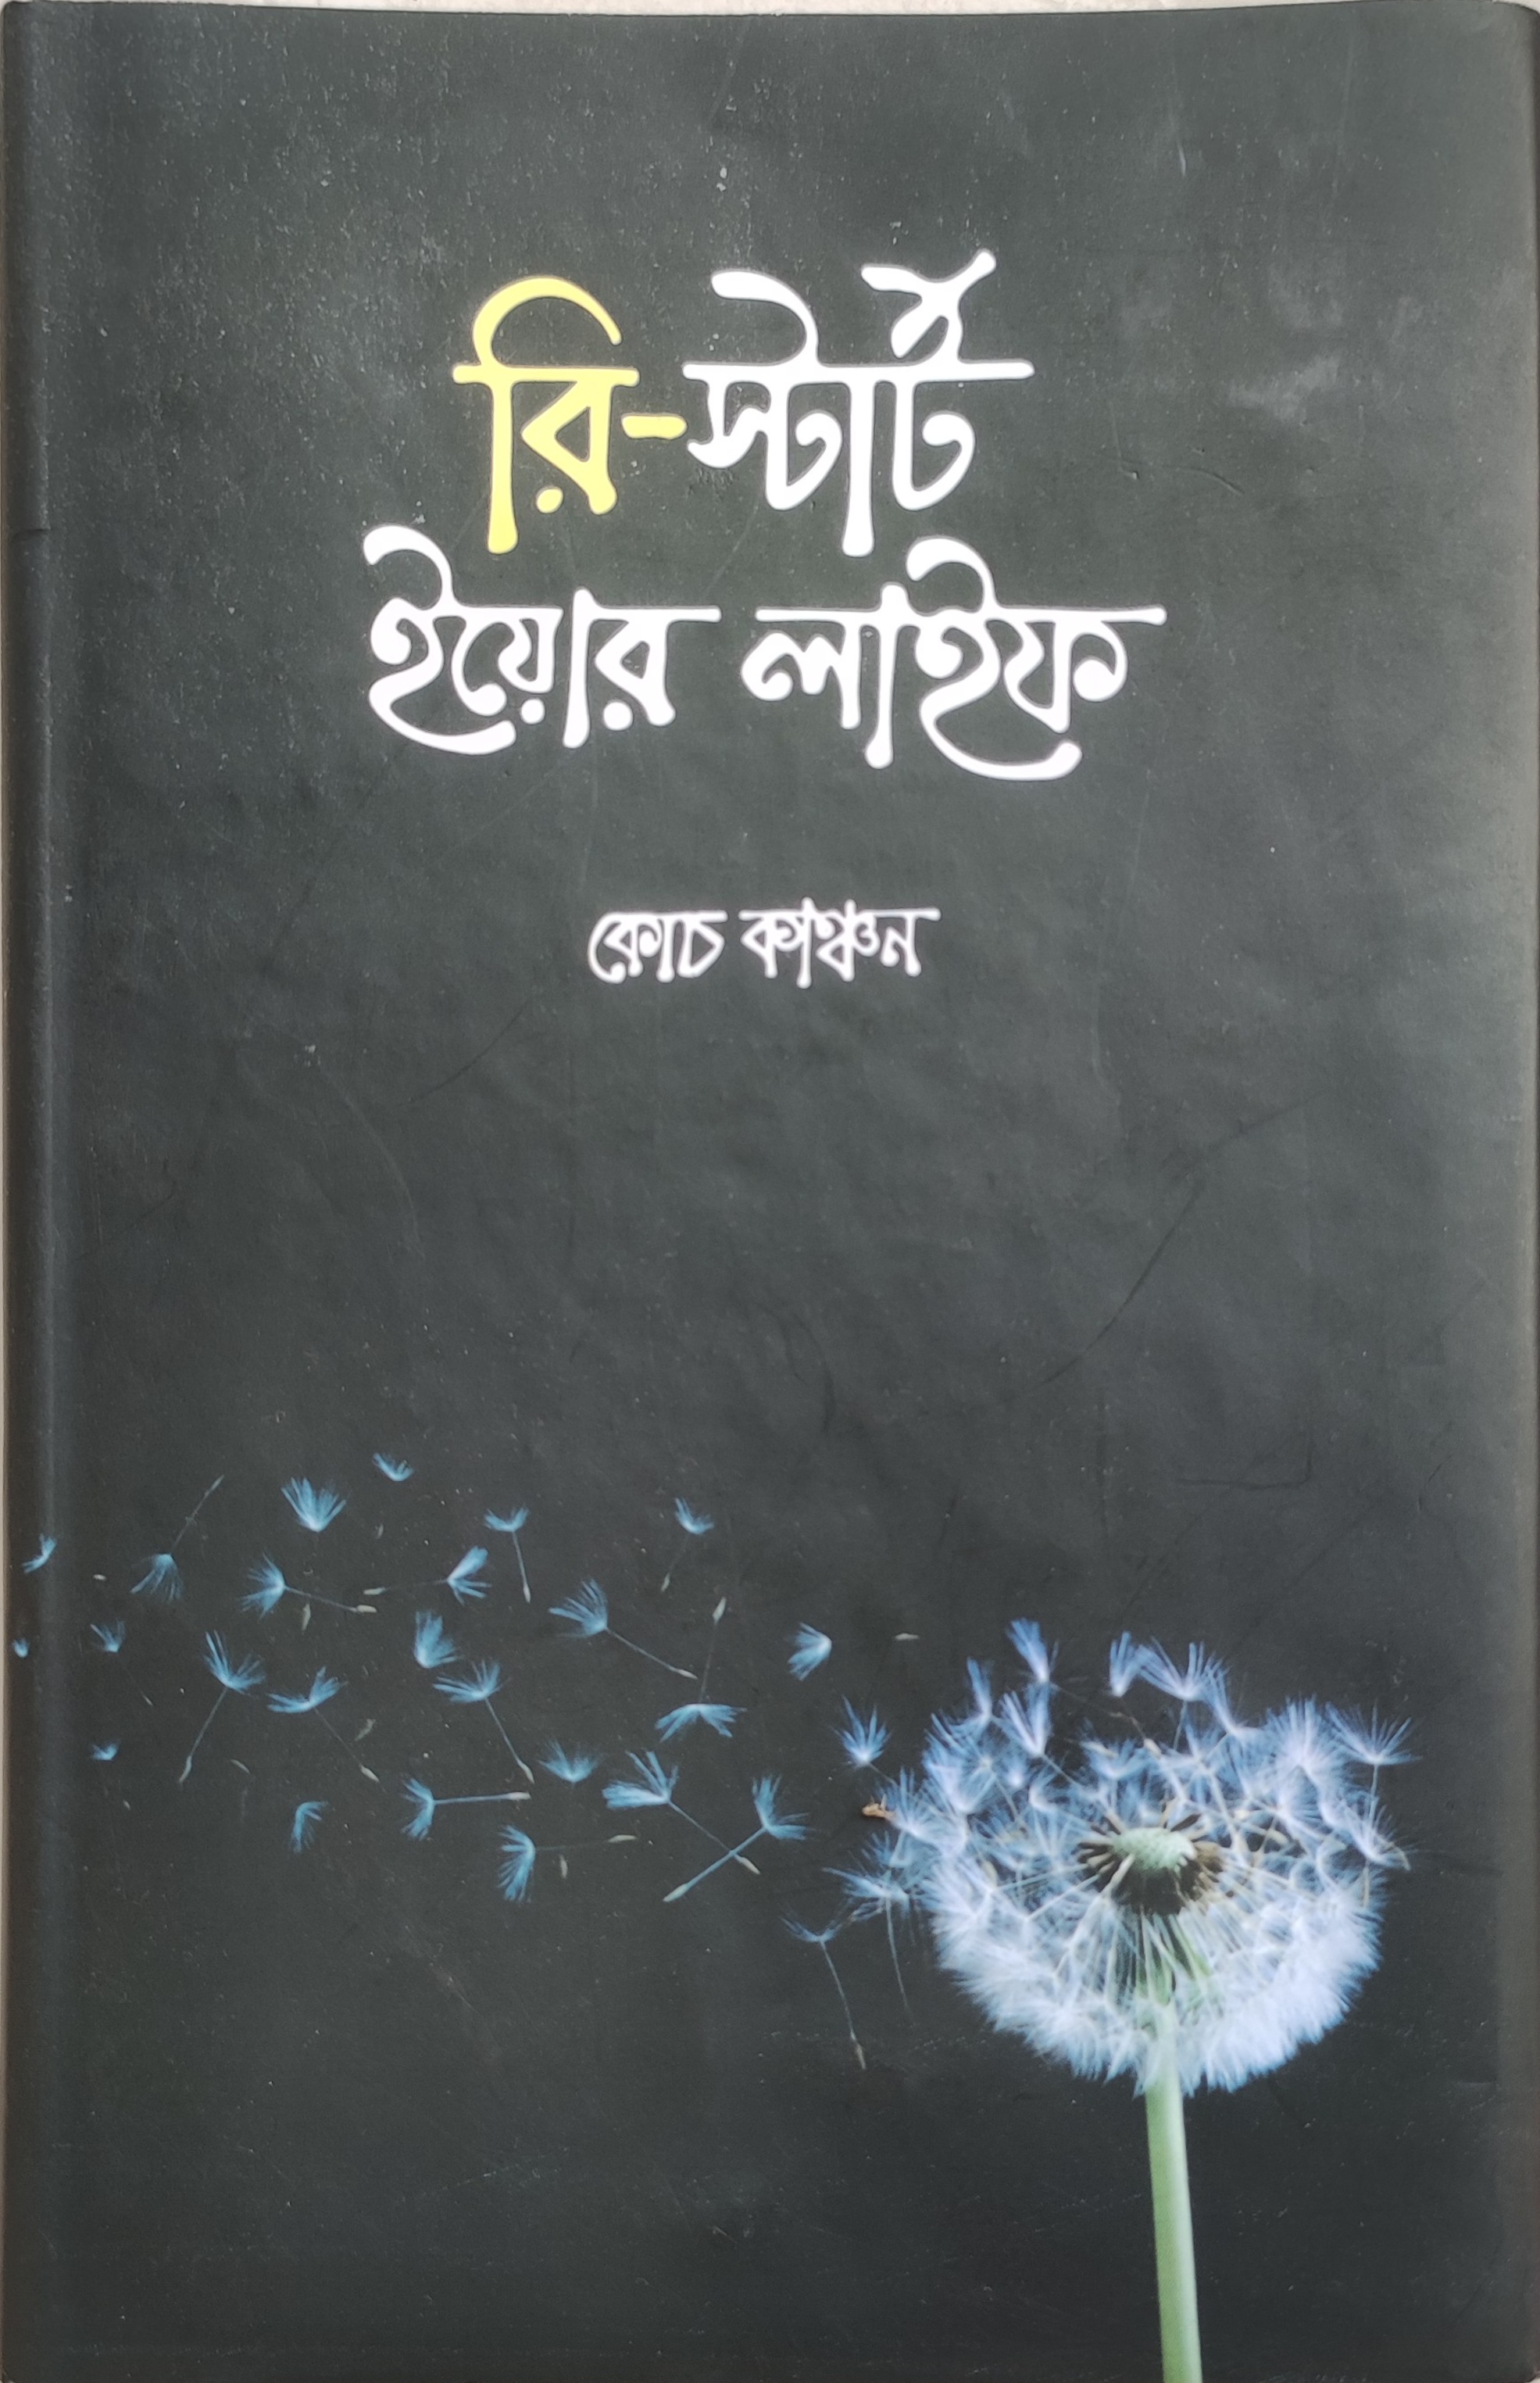 রি-স্টার্ট
ইয়োর লাইফ
কোচ কাঞ্চন